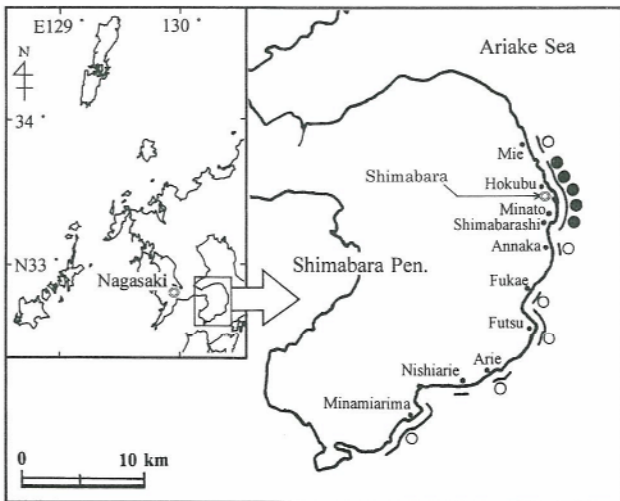 E129°
130°
N
34°
N33
Nagasaki
Ariake Sea
Mie
Shimabara
Hokubu
Minato
Shimabarashi
Annaka
Shimabara Pen.
Fukae
Futsu
Arie
Nishiarie
Minamiarima
0 10 km